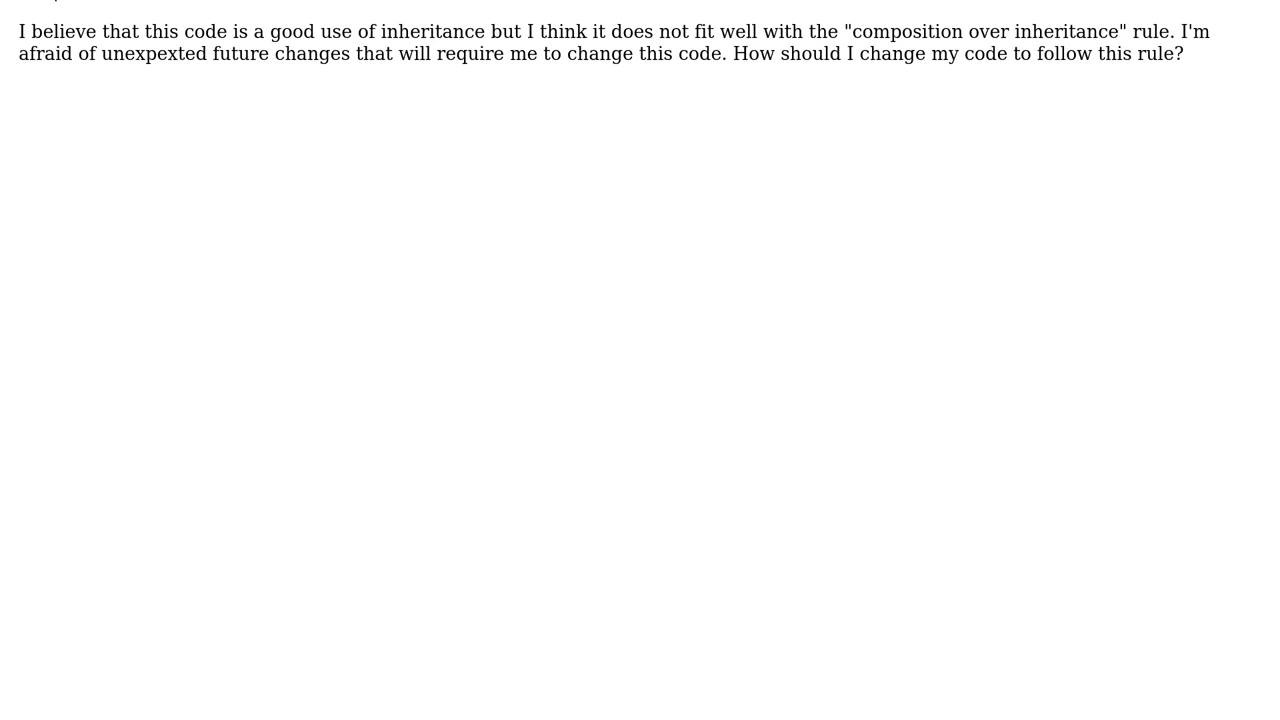 I believe that this code is a good use of inheritance but I think it does not fit well with the "composition over inheritance" rule. I'm
afraid of unexpexted future changes that will require me to change this code. How should I change my code to follow this rule?